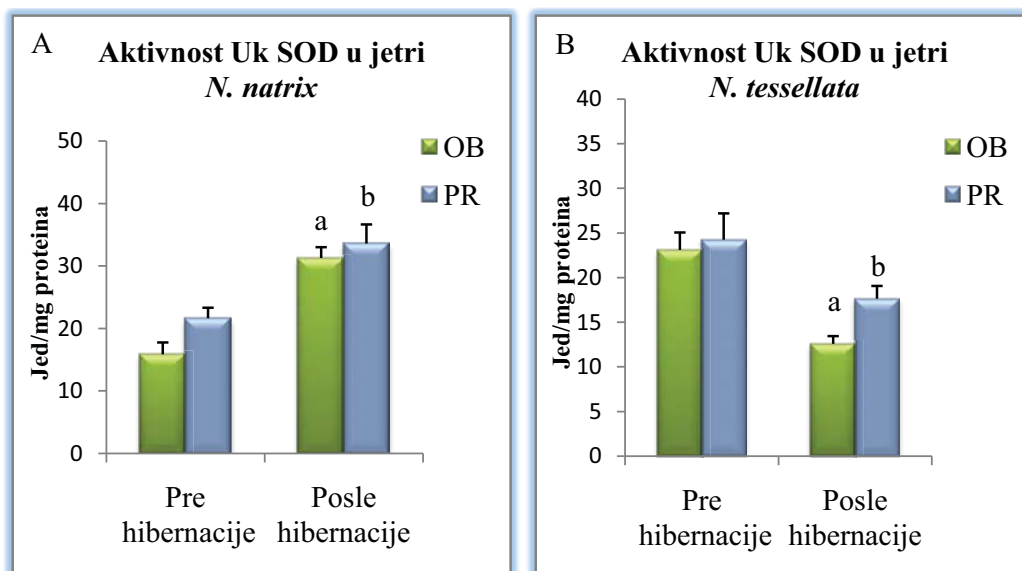 A
Aktivnost Uk SOD u jetri
N. natrix
Jed/mg proteina
50
40
30
20
10
0
a
b
OB
PR
Pre
hibernacije
Posle
hibernacije
B
Aktivnost Uk SOD u jetri
N. tessellata
Jed/mg proteina
40
35
30
25
20
15
10
5
0
a
b
OB
PR
Pre
hibernacije
Posle
hibernacije